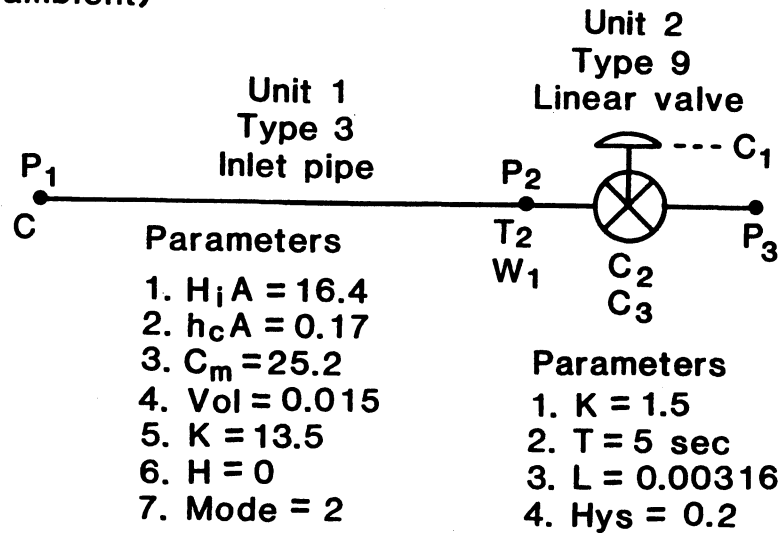 Unit 2
Type 9
Linear valve
C₁
Unit 1
Type 3
Inlet pipe
P₁
C
P₂
T₂
W₁
C₂
C₃
P₃
Parameters
1. HᵢA = 16.4
2. h꜀A = 0.17
3. Cₘ = 25.2
4. Vol = 0.015
5. K = 13.5
6. H = 0
7. Mode = 2
Parameters
1. K = 1.5
2. T = 5 sec
3. L = 0.00316
4. Hys = 0.2